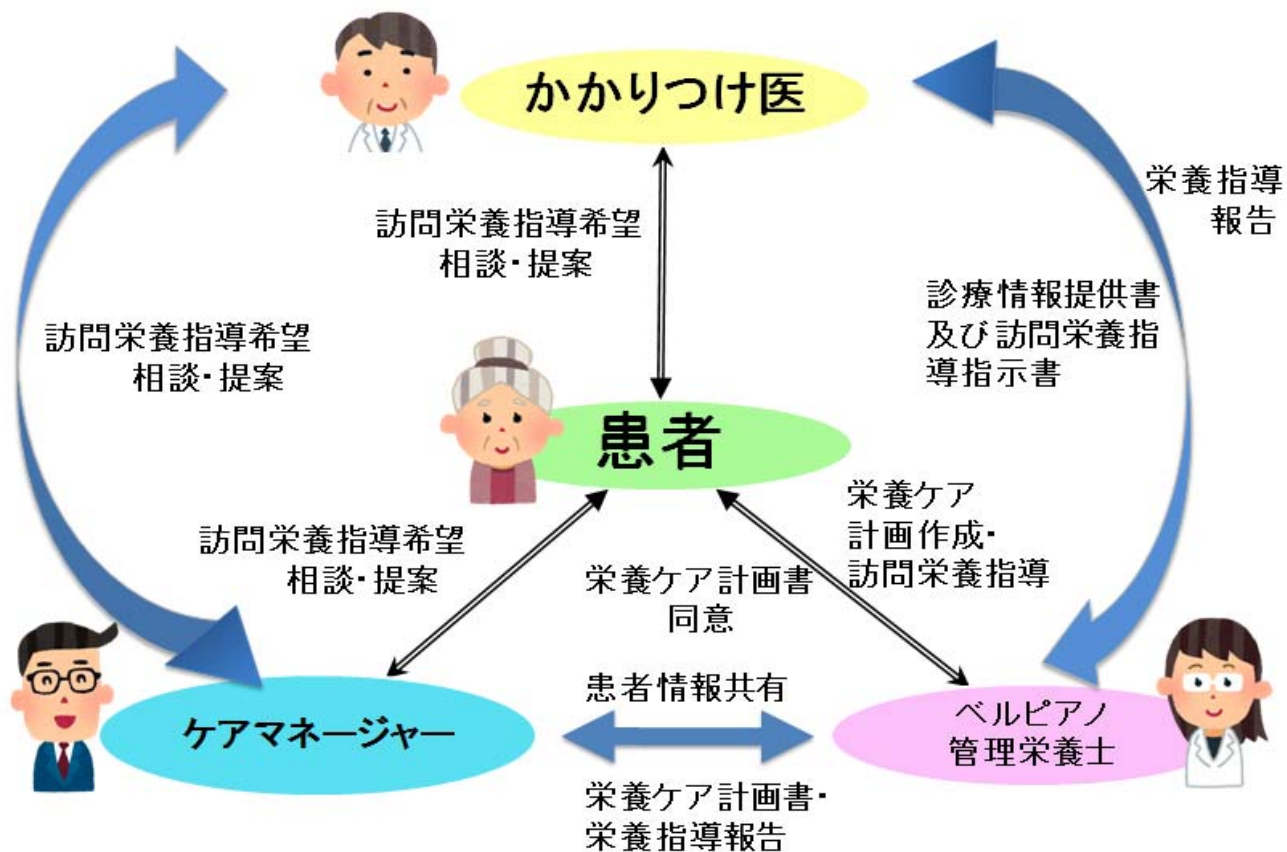 かかりつけ医
栄養指導
報告
訪問栄養指導希望
相談・提案
診療情報提供書
及び訪問栄養指
導指示書
訪問栄養指導希望
相談・提案
患者
栄養ケア
計画作成・
訪問栄養指導
訪問栄養指導希望
相談・提案
栄養ケア計画書
同意
患者情報共有
ケアマネージャー
ベルピアノ
管理栄養士
栄養ケア計画書・
栄養指導報告